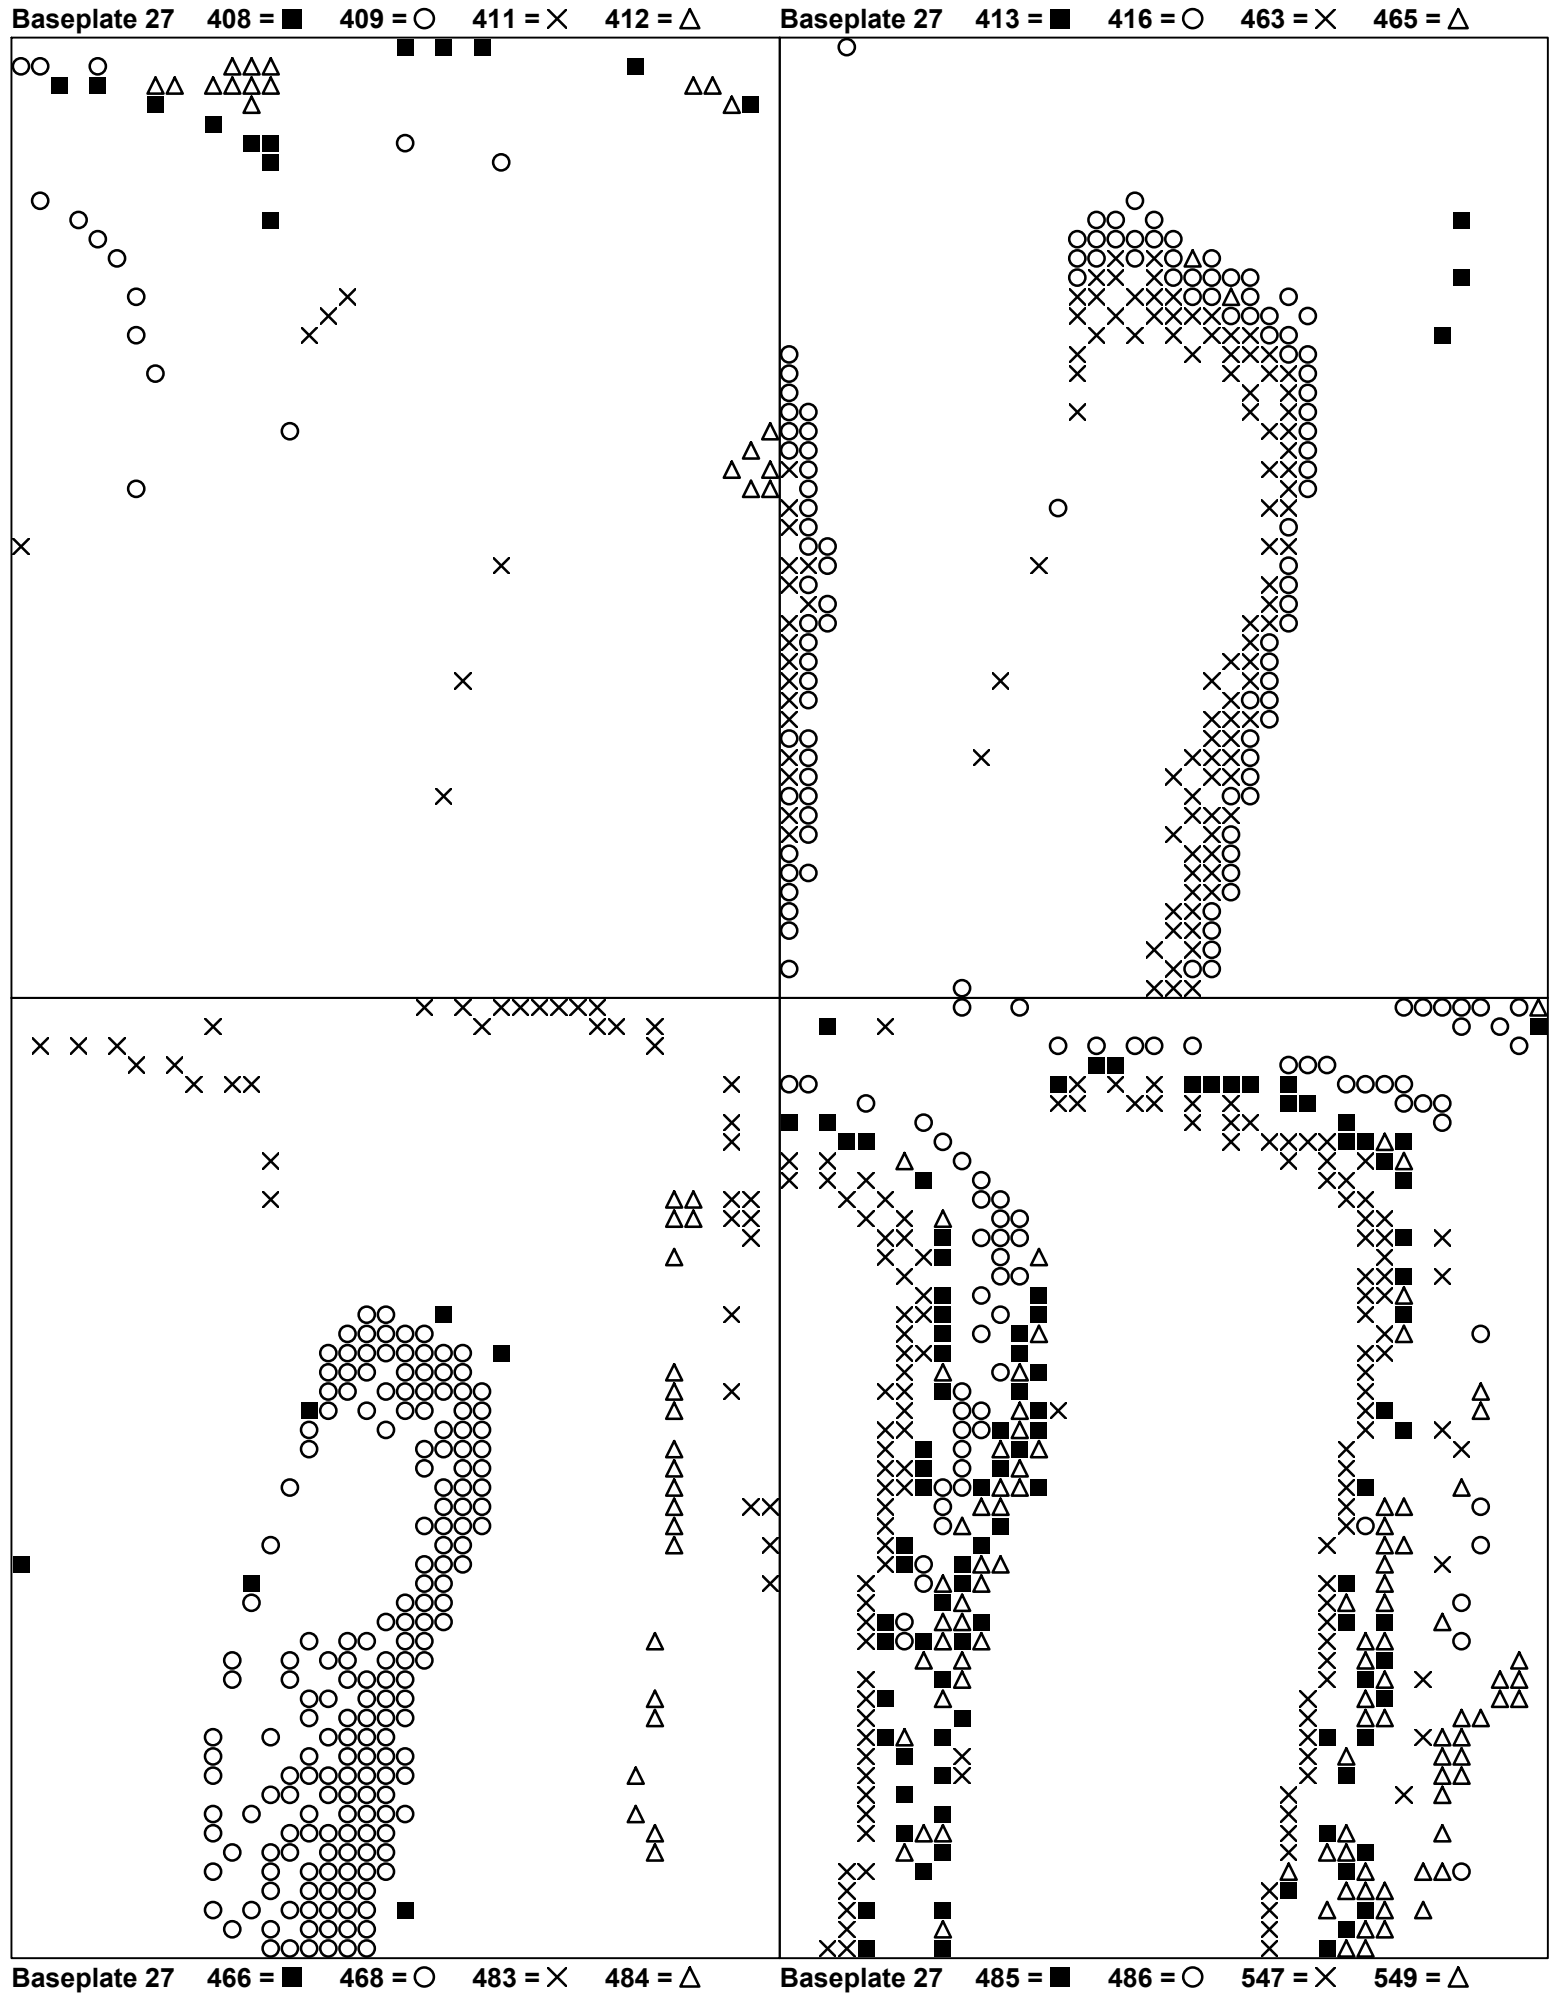 Baseplate 27 408 = ■ 409 = ○ 411 = × 412 = △
Baseplate 27 413 = ■ 416 = ○ 463 = × 465 = △
Baseplate 27 466 = ■ 468 = ○ 483 = × 484 = △
Baseplate 27 485 = ■ 486 = ○ 547 = × 549 = △